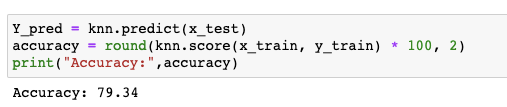 Y_pred = knn.predict(x_test)
accuracy = round(knn.score(x_train, y_train) * 100, 2)
print("Accuracy:",accuracy)
Accuracy: 79.34